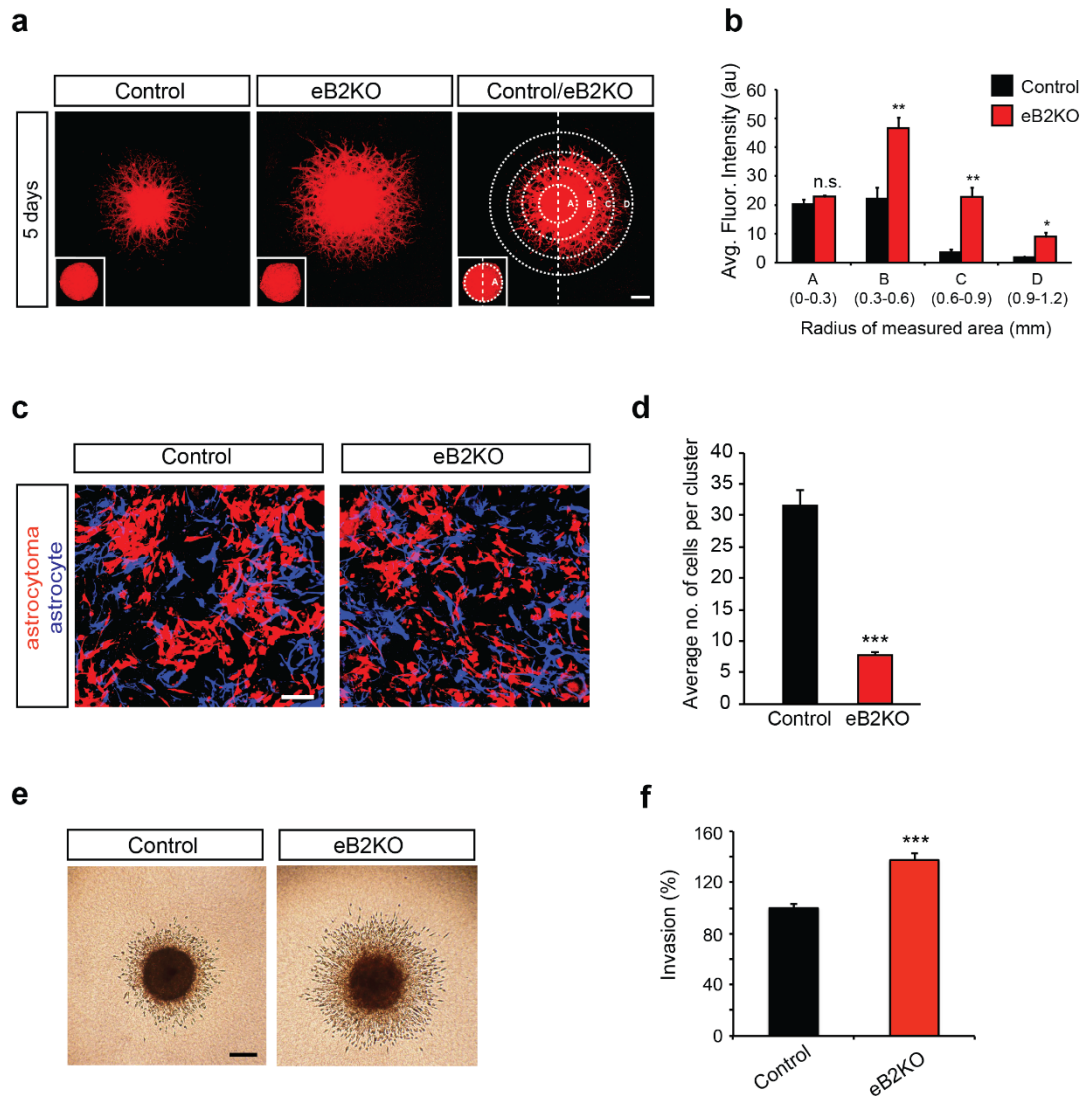 a
Control
eB2KO
Control/eB2KO
5 days
A
B
C
D
A
b
Avg. Fluor. Intensity (au)
60
50
40
30
20
10
0
n.s.
**
**
*
Control
eB2KO
A
B
C
D
(0-0.3)
(0.3-0.6)
(0.6-0.9)
(0.9-1.2)
Radius of measured area (mm)
c
Control
eB2KO
astrocytoma
astrocyte
d
Average no. of cells per cluster
40
35
30
25
20
15
10
5
0
***
Control
eB2KO
e
Control
eB2KO
f
Invasion (%)
160
120
80
40
0
***
Control
eB2KO